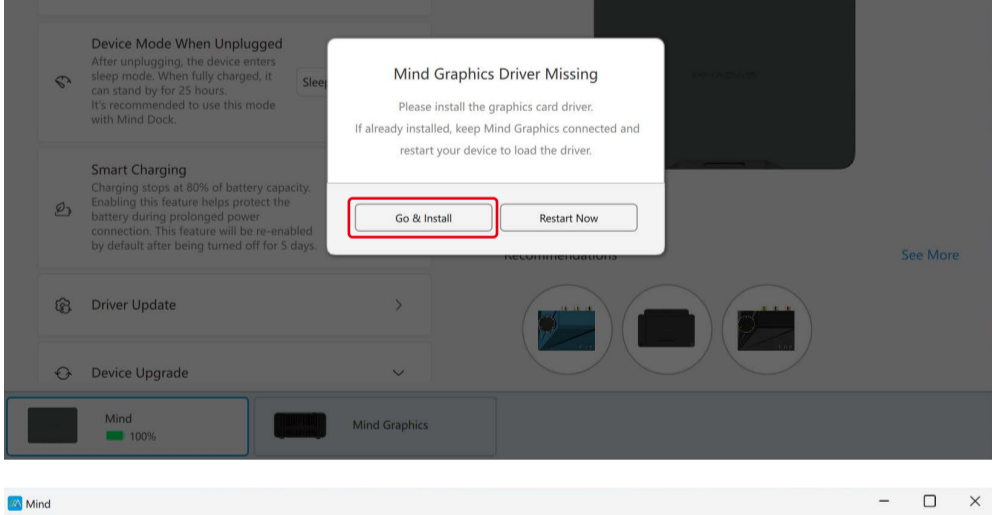 Device Mode When Unplugged
After unplugging, the device enters
sleep mode. When fully charged, it
can stand by for 25 hours.
It's recommended to use this mode
with Mind Dock.
Smart Charging
Charging stops at 80% of battery capacity.
Enabling this feature helps protect the
battery during prolonged power
connection. This feature will be re-enabled
by default after being turned off for 5 days.
Driver Update
Device Upgrade
Mind Graphics Driver Missing
Please install the graphics card driver.
If already installed, keep Mind Graphics connected and
restart your device to load the driver.
Go & Install
Restart Now
Recommendations
See More
Mind
100%
Mind Graphics
Mind